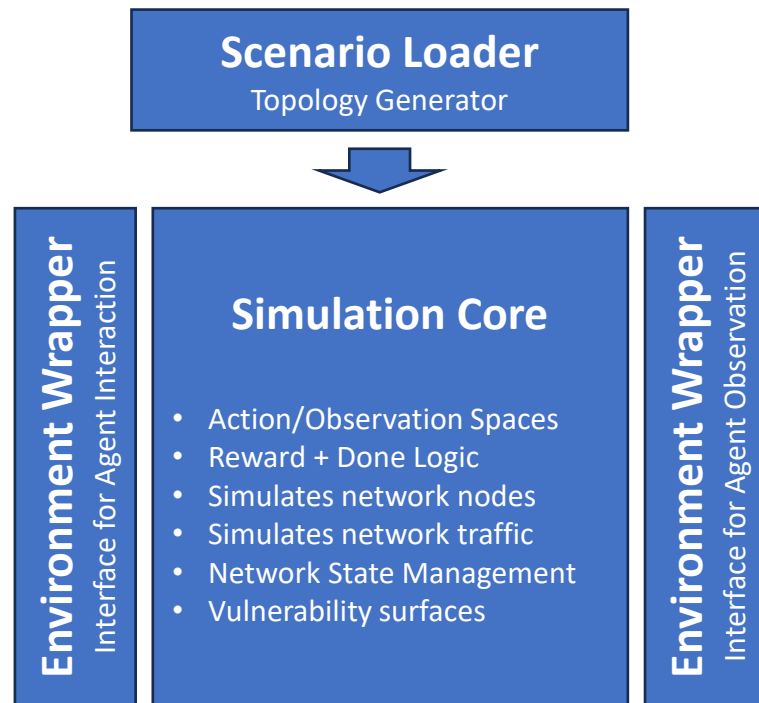 Scenario Loader
Topology Generator
Environment Wrapper
Interface for Agent Interaction
Simulation Core
• Action/Observation Spaces
• Reward + Done Logic
• Simulates network nodes
• Simulates network traffic
• Network State Management
• Vulnerability surfaces
Environment Wrapper
Interface for Agent Observation